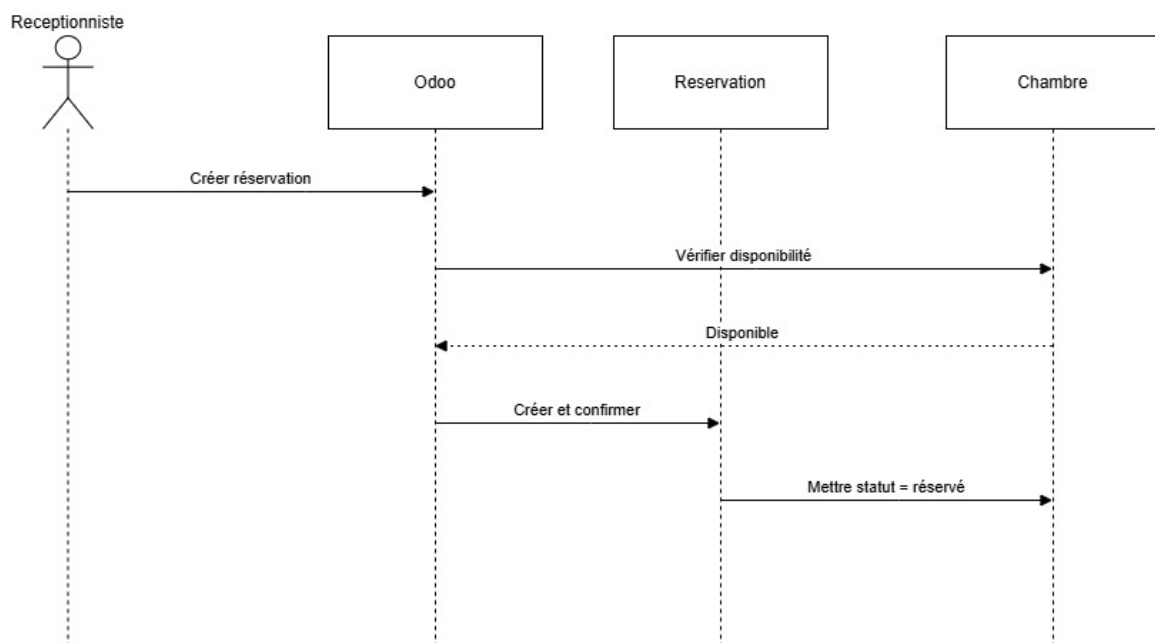 Receptionniste
Odoo
Reservation
Chambre
Créer réservation
Vérifier disponibilité
Disponible
Créer et confirmer
Mettre statut = réservé